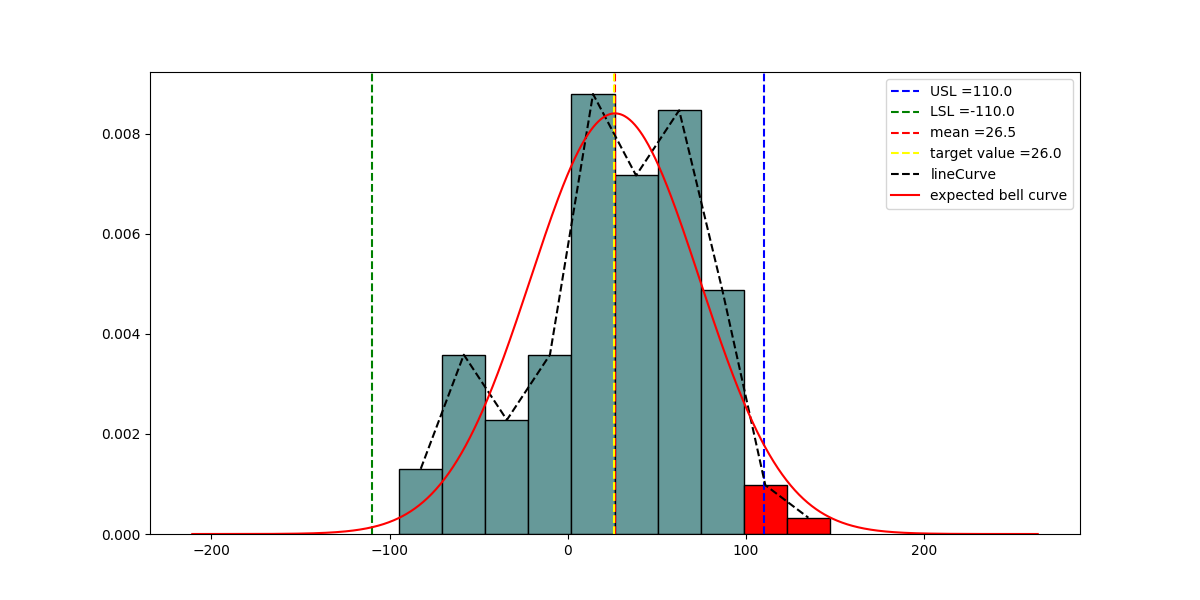 USL =110.0
LSL =-110.0
mean =26.5
target value =26.0
lineCurve
expected bell curve
0.008
0.006
0.004
0.002
0.000
−200 −100 0 100 200